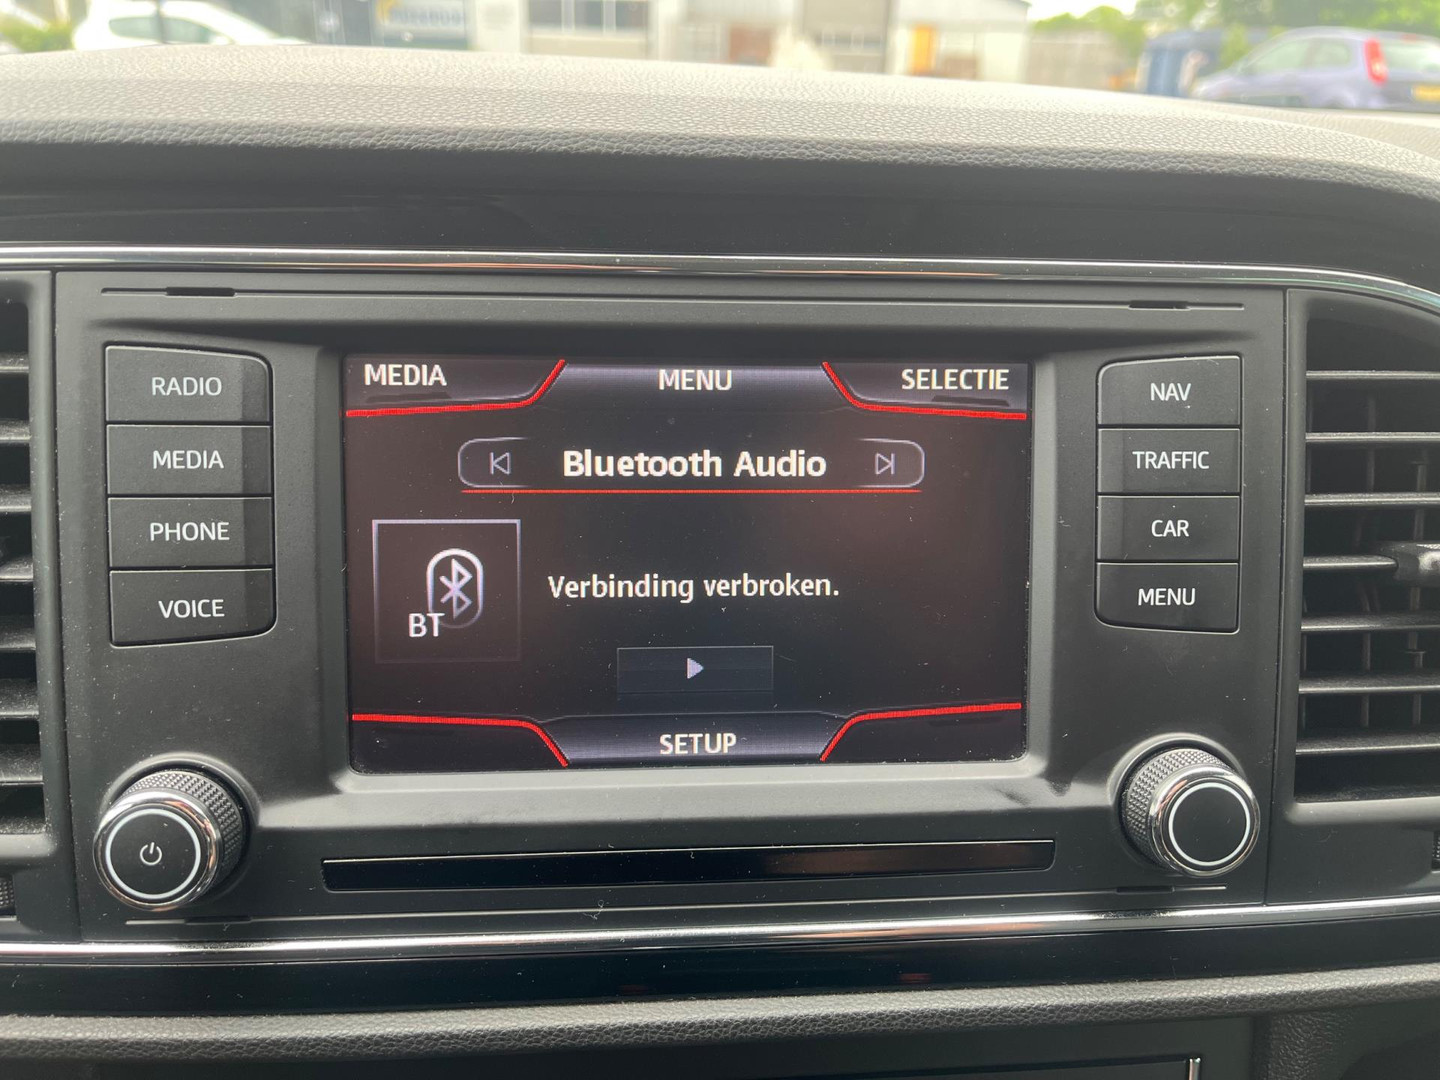 RADIO
MEDIA
PHONE
VOICE
MEDIA
MENU
SELECTIE
Bluetooth Audio
BT
Verbinding verbroken.
SETUP
NAV
TRAFFIC
CAR
MENU